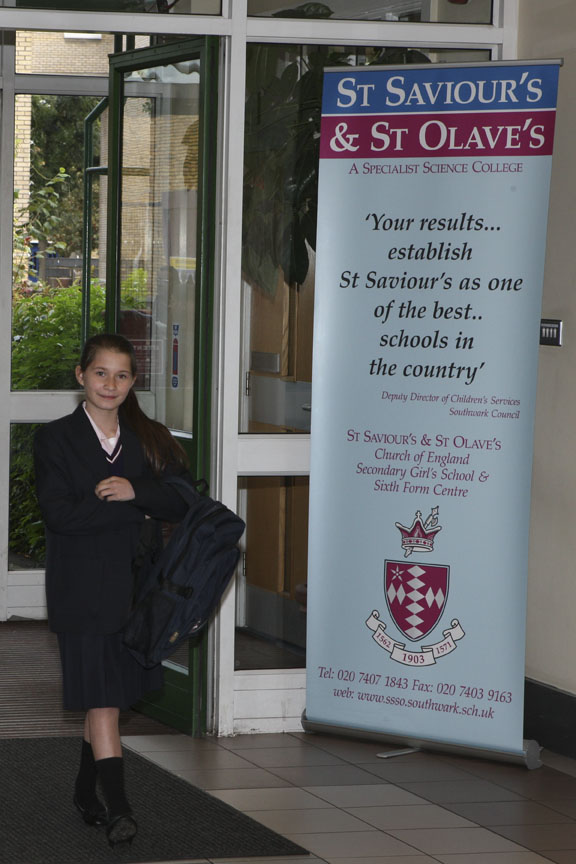 ST SAVIOUR'S
& ST OLAVE'S
A SPECIALIST SCIENCE COLLEGE
'Your results...
establish
St Saviour's as one
of the best..
schools in
the country'
Deputy Director of Children's Services
Southwark Council
ST SAVIOUR'S & ST OLAVE'S
Church of England
Secondary Girl's School &
Sixth Form Centre
1562 1903 1571
Tel: 020 7407 1843 Fax: 020 7403 9163
web: www.ssso.southwark.sch.uk